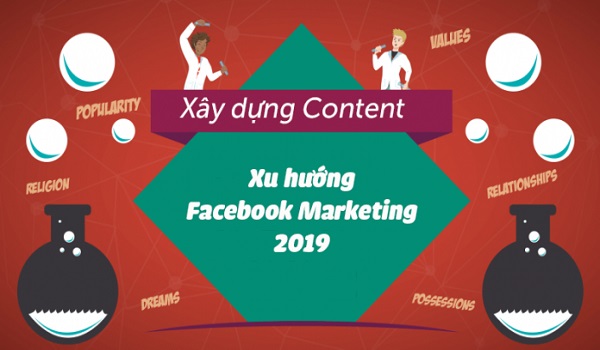 VALUES
POPULARITY
Xây dựng Content
Xu hướng
Facebook Marketing
2019
RELIGION
RELATIONSHIPS
DREAMS
POSSESSIONS